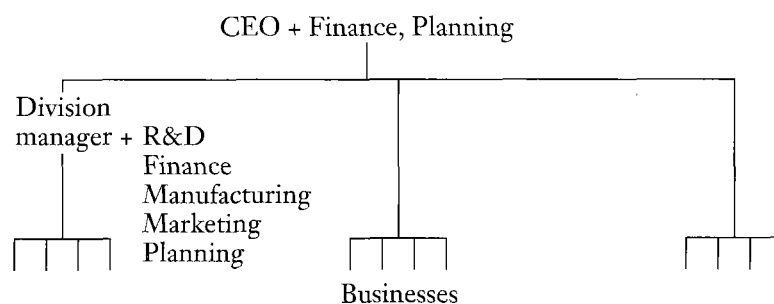 CEO + Finance, Planning
Division
manager + R&D
Finance
Manufacturing
Marketing
Planning
Businesses